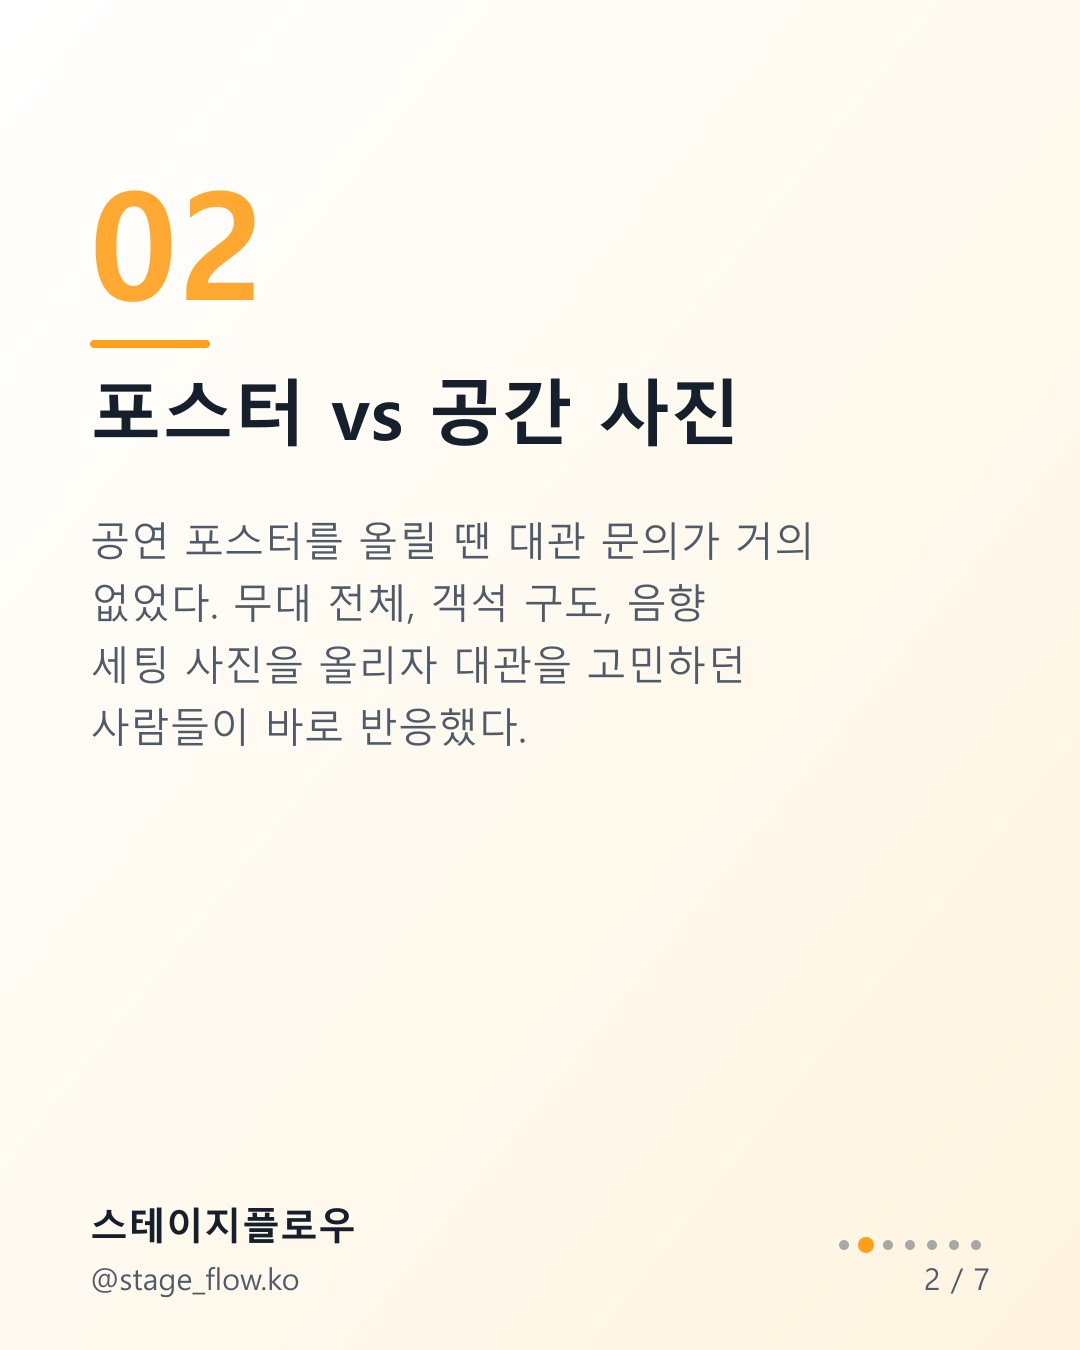 02
포스터 vs 공간 사진
공연 포스터를 올릴 땐 대관 문의가 거의
없었다. 무대 전체, 객석 구도, 음향
세팅 사진을 올리자 대관을 고민하던
사람들이 바로 반응했다.
스테이지플로우
@stage_flow.ko
2 / 7